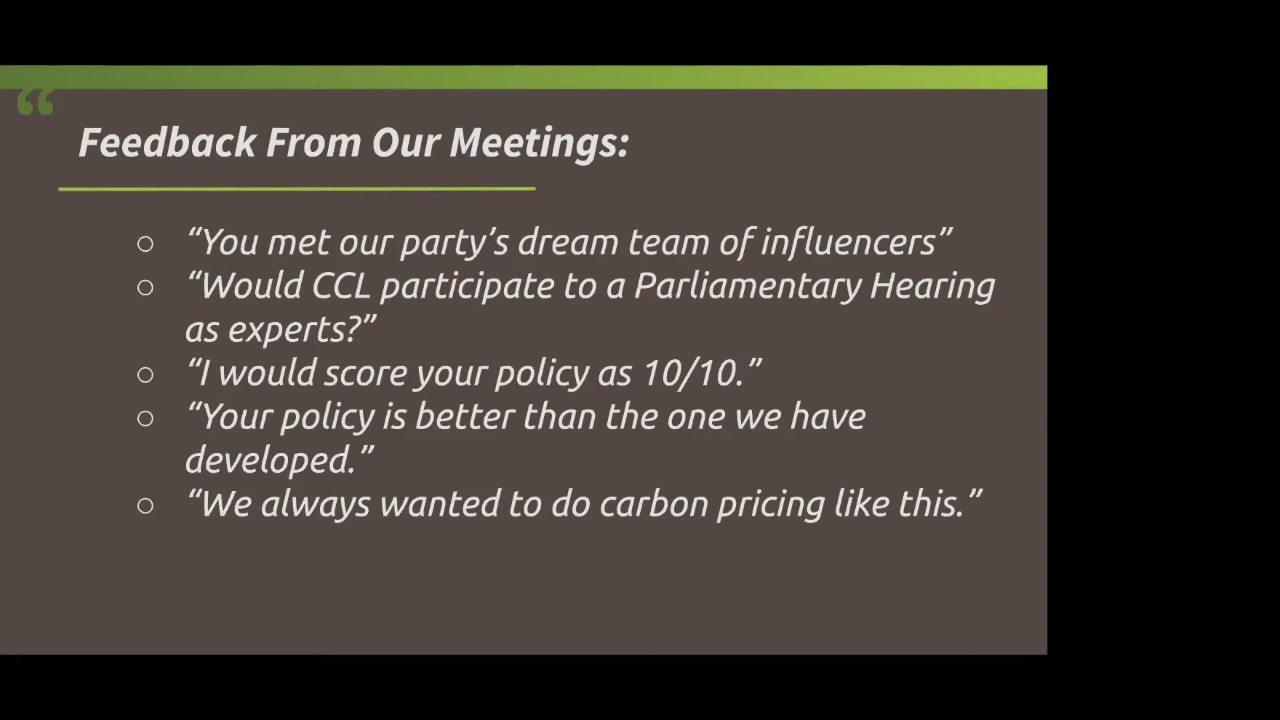 “
Feedback From Our Meetings:
○ “You met our party’s dream team of influencers”
○ “Would CCL participate to a Parliamentary Hearing
as experts?”
○ “I would score your policy as 10/10.”
○ “Your policy is better than the one we have
developed.”
○ “We always wanted to do carbon pricing like this.”